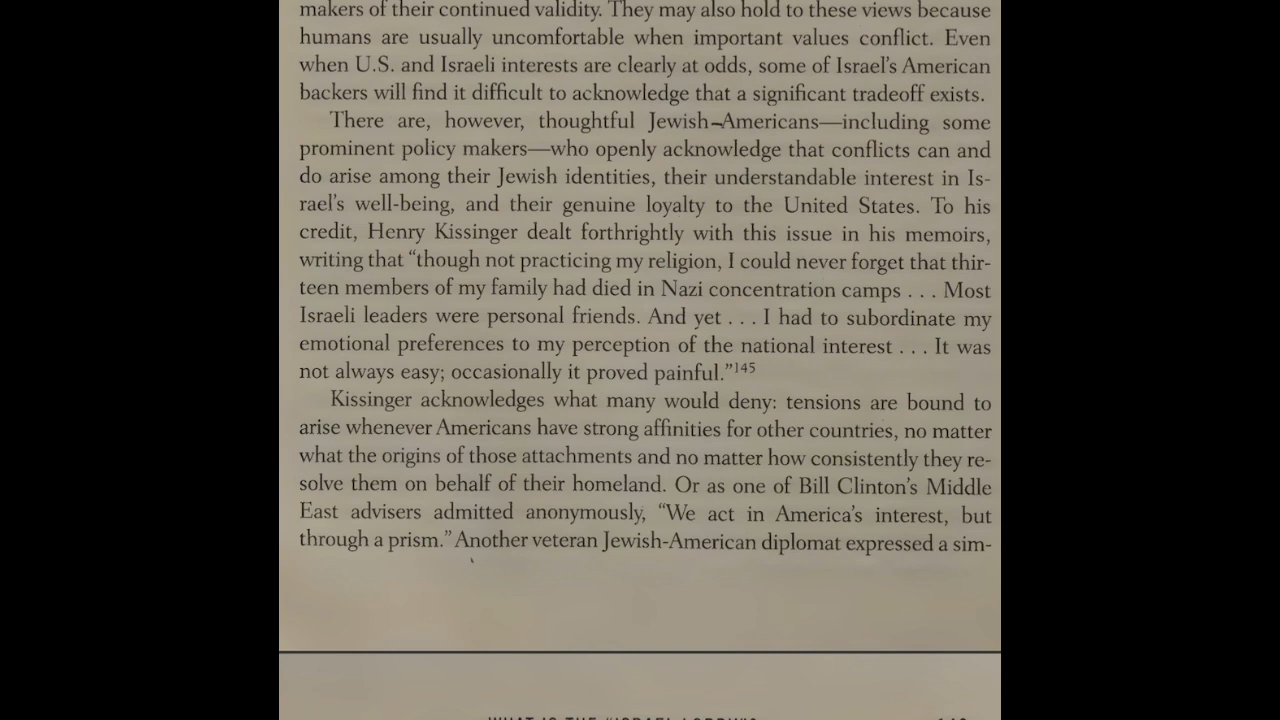 makers of their continued validity. They may also hold to these views because
humans are usually uncomfortable when important values conflict. Even
when U.S. and Israeli interests are clearly at odds, some of Israel's American
backers will find it difficult to acknowledge that a significant tradeoff exists.
There are, however, thoughtful Jewish-Americans—including some
prominent policy makers—who openly acknowledge that conflicts can and
do arise among their Jewish identities, their understandable interest in Is-
rael's well-being, and their genuine loyalty to the United States. To his
credit, Henry Kissinger dealt forthrightly with this issue in his memoirs,
writing that “though not practicing my religion, I could never forget that thir-
teen members of my family had died in Nazi concentration camps . . . Most
Israeli leaders were personal friends. And yet . . . I had to subordinate my
emotional preferences to my perception of the national interest . . . It was
not always easy; occasionally it proved painful.”145
Kissinger acknowledges what many would deny: tensions are bound to
arise whenever Americans have strong affinities for other countries, no matter
what the origins of those attachments and no matter how consistently they re-
solve them on behalf of their homeland. Or as one of Bill Clinton's Middle
East advisers admitted anonymously, “We act in America's interest, but
through a prism.” Another veteran Jewish-American diplomat expressed a sim-
WHAT IS THE “ISRAEL LOBBY”?